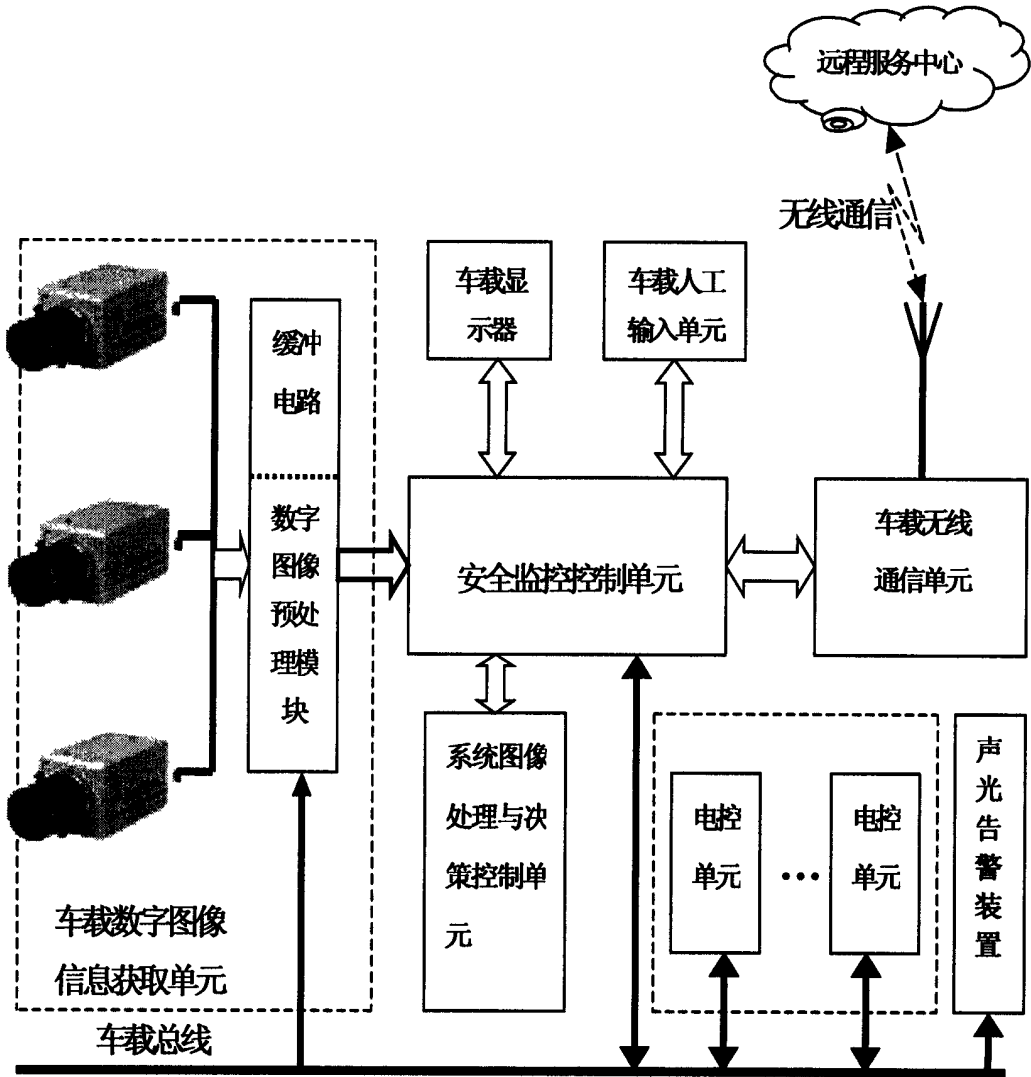 远程服务中心
无线通信
车载显
示器
车载人工
输入单元
缓冲
电路
数字
图像
预处
理模
块
安全监控控制单元
车载无线
通信单元
系统图像
处理与决
策控制单
元
电控
单元
...
电控
单元
声
光
告
警
装
置
车载数字图像
信息获取单元
车载总线